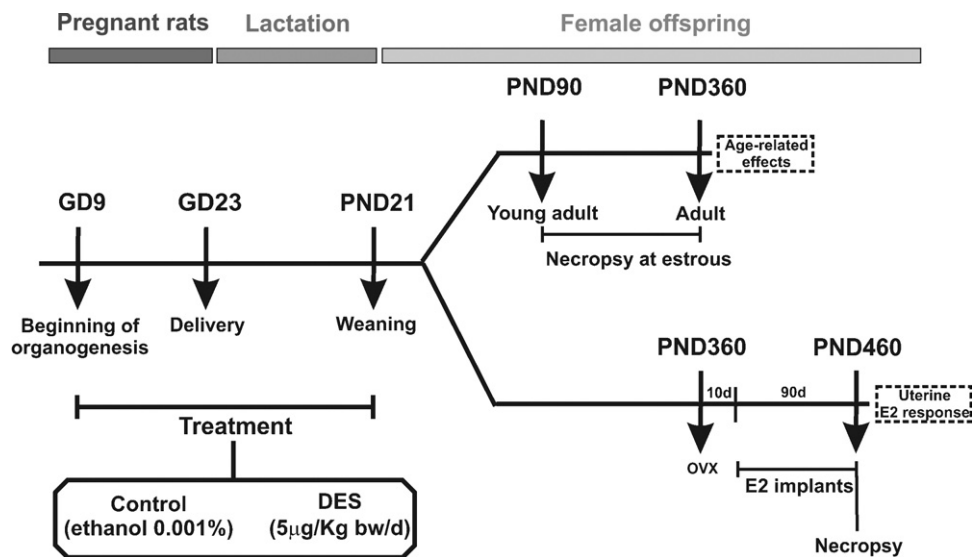 Pregnant rats
Lactation
Female offspring
PND90
PND360
Age-related
effects
GD9
GD23
PND21
Young adult
Adult
Necropsy at estrous
Beginning of
organogenesis
Delivery
Weaning
PND360
PND460
10d
90d
Uterine
E2 response
Treatment
OVX
E2 implants
Control
(ethanol 0.001%)
DES
(5μg/Kg bw/d)
Necropsy